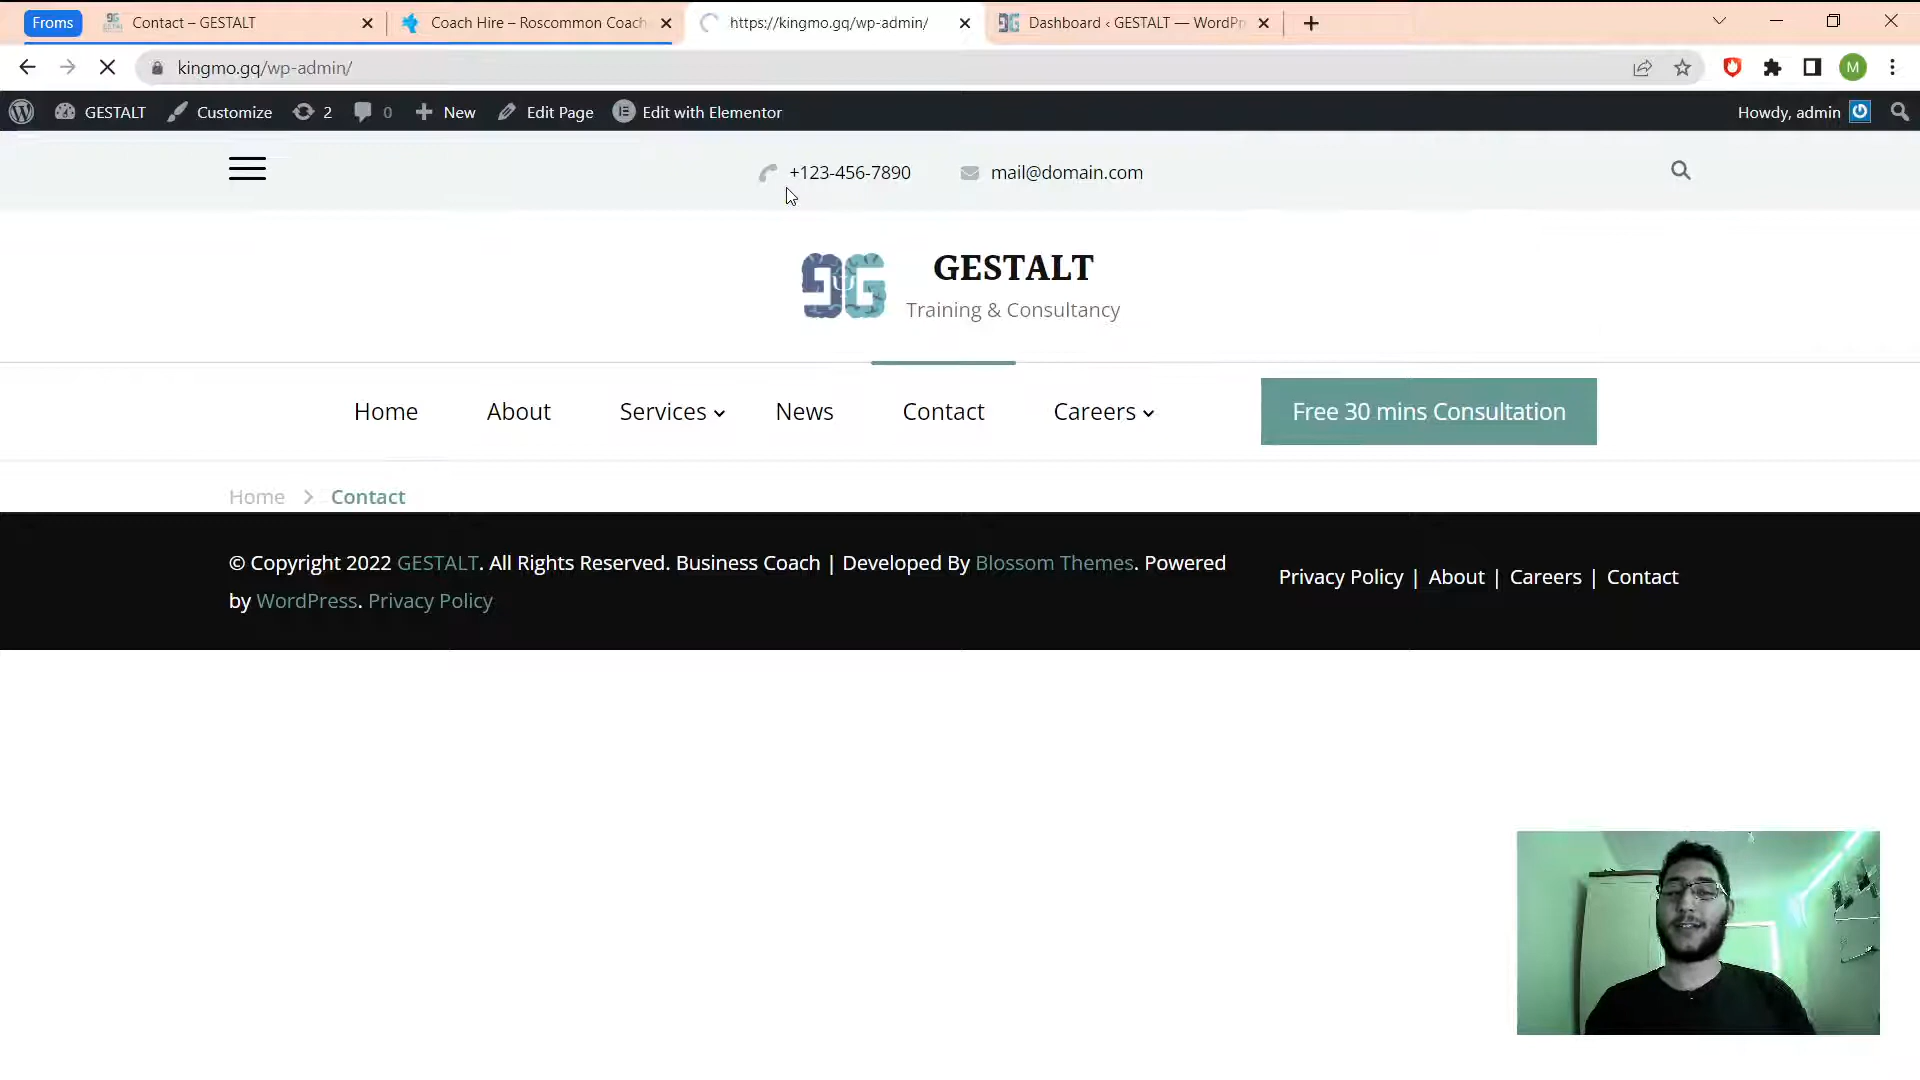 Froms
Contact – GESTALT
Coach Hire – Roscommon Coach
https://kingmo.gq/wp-admin/
Dashboard ‹ GESTALT — WordPr
kingmo.gq/wp-admin/
M
GESTALT
Customize
2
0
New
Edit Page
Edit with Elementor
Howdy, admin
+123-456-7890
mail@domain.com
GESTALT
Training & Consultancy
Home
About
Services
News
Contact
Careers
Free 30 mins Consultation
Home > Contact
© Copyright 2022 GESTALT. All Rights Reserved. Business Coach | Developed By Blossom Themes. Powered
by WordPress. Privacy Policy
Privacy Policy | About | Careers | Contact